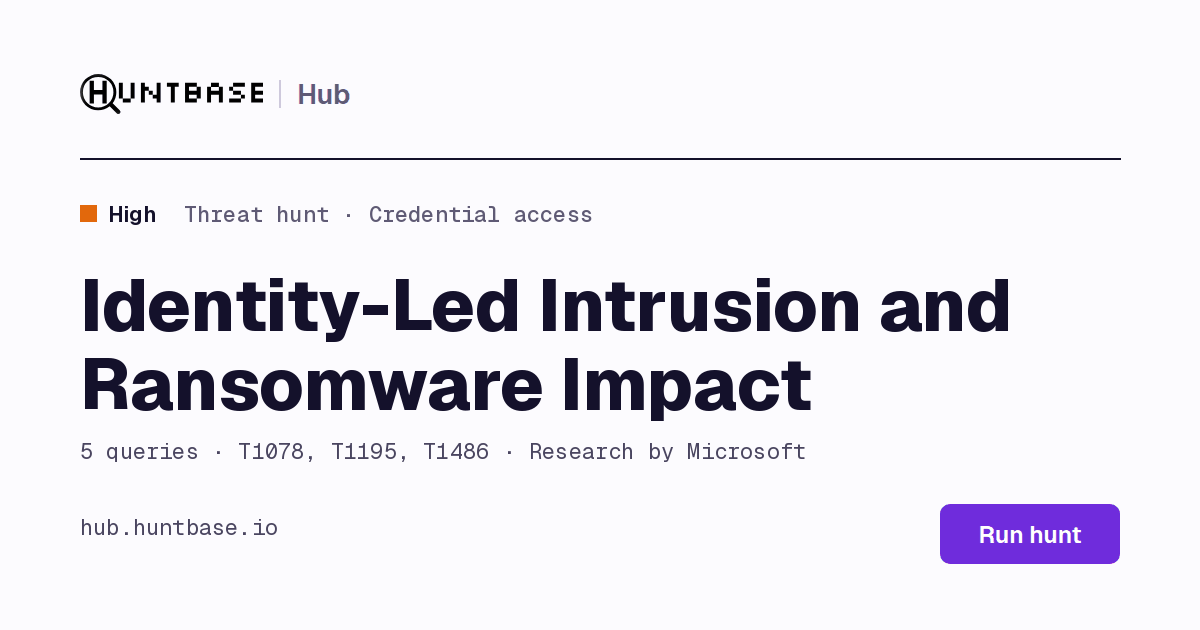 HUNTBASE Hub
High Threat hunt · Credential access
Identity-Led Intrusion and
Ransomware Impact
5 queries · T1078, T1195, T1486 · Research by Microsoft
hub.huntbase.io
Run hunt